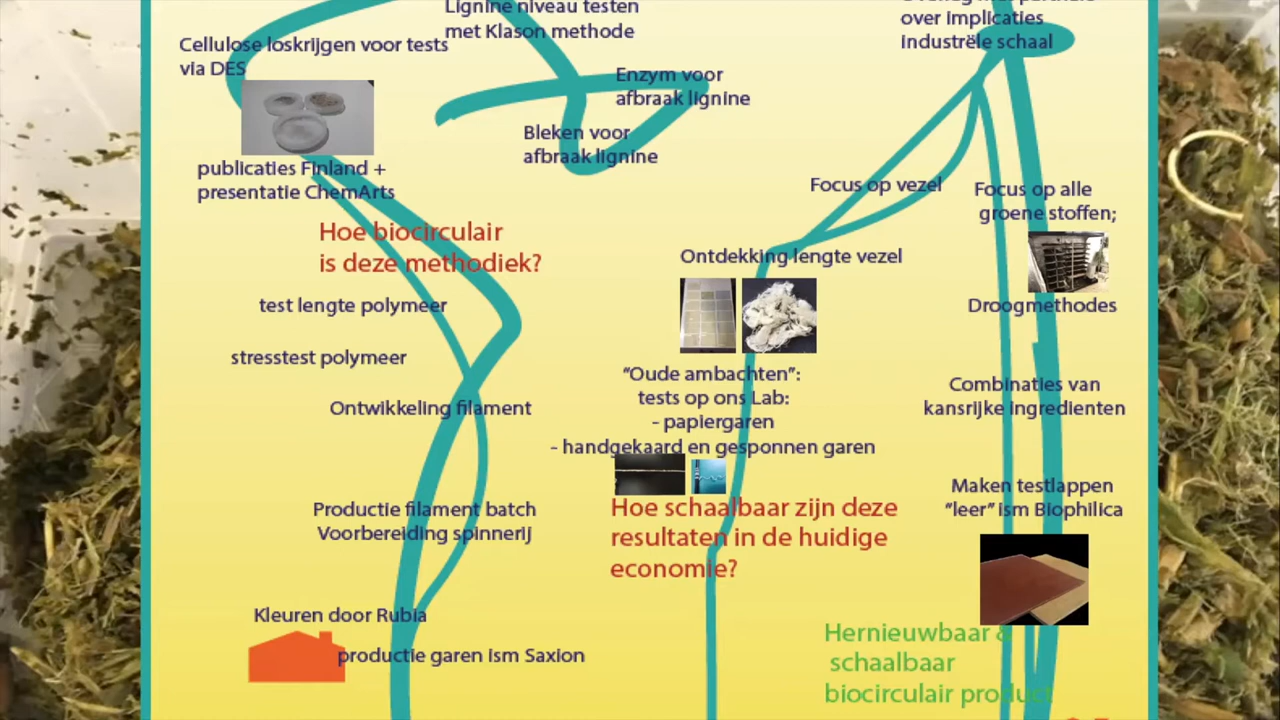 Lignine niveau testen
met Klason methode
over implicaties
industrële schaal
Cellulose loskrijgen voor tests
via DES
Enzym voor
afbraak lignine
Bleken voor
afbraak lignine
publicaties Finland +
presentatie ChemArts
Hoe biocirculair
is deze methodiek?
test lengte polymeer
stresstest polymeer
Ontwikkeling filament
Productie filament batch
Voorbereiding spinnerij
Kleuren door Rubia
productie garen ism Saxion
Focus op vezel
Ontdekking lengte vezel
"Oude ambachten":
tests op ons Lab:
- papiergaren
- handgekaard en gesponnen garen
Hoe schaalbaar zijn deze
resultaten in de huidige
economie?
Focus op alle
groene stoffen;
Droogmethodes
Combinaties van
kansrijke ingredienten
Maken testlappen
"leer" ism Biophilica
Hernieuwbaar &
schaalbaar
biocirculair product